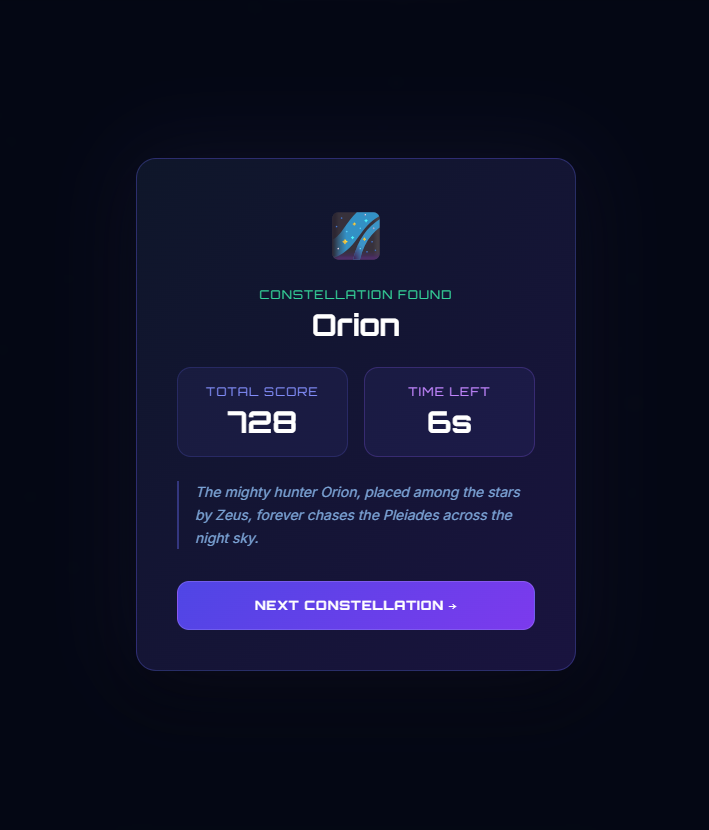 CONSTELLATION FOUND
Orion
TOTAL SCORE
728
TIME LEFT
6s
The mighty hunter Orion, placed among the stars
by Zeus, forever chases the Pleiades across the
night sky.
NEXT CONSTELLATION →